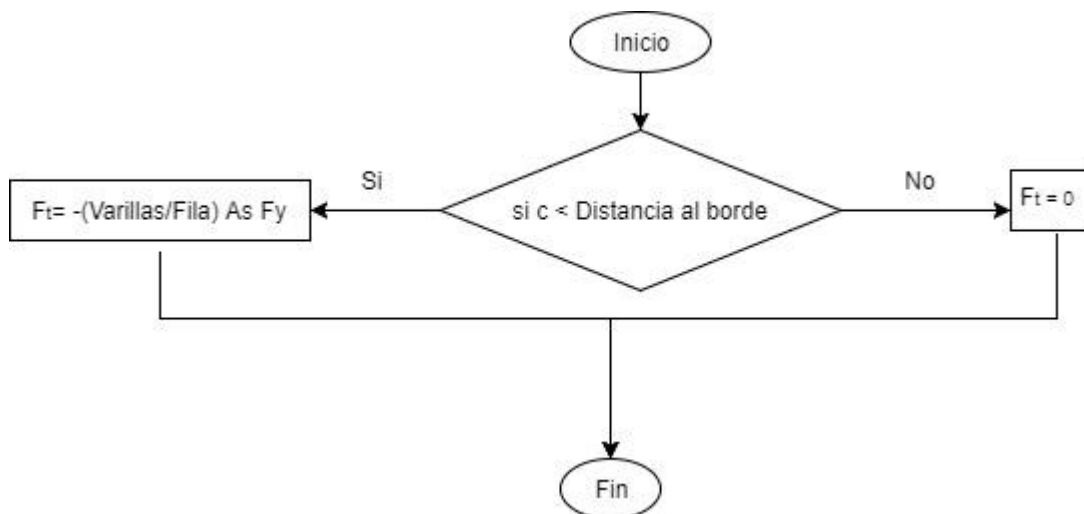 Inicio
Si
No
Ft= -(Varillas/Fila) As Fy
si c < Distancia al borde
Ft = 0
Fin